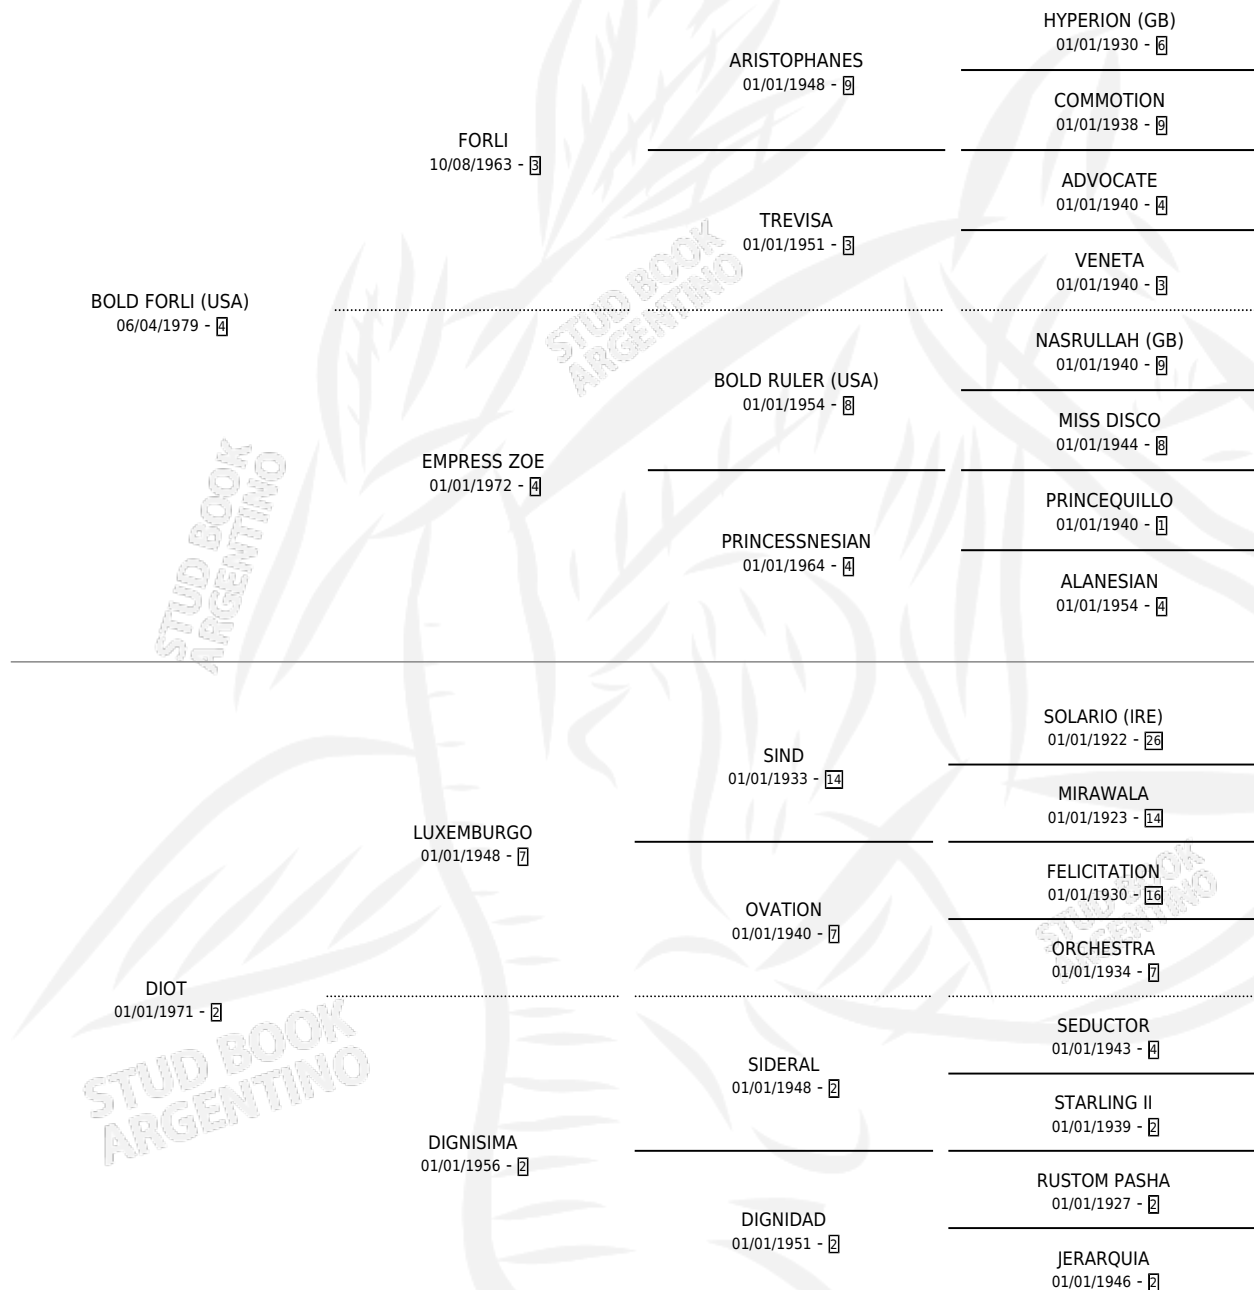 HYPERION (GB)
01/01/1930 - 6
ARISTOPHANES
01/01/1948 - 9
COMMOTION
01/01/1938 - 9
FORLI
10/08/1963 - 3
ADVOCATE
01/01/1940 - 4
TREVISA
01/01/1951 - 3
VENETA
01/01/1940 - 3
BOLD FORLI (USA)
06/04/1979 - 4
NASRULLAH (GB)
01/01/1940 - 9
BOLD RULER (USA)
01/01/1954 - 8
MISS DISCO
01/01/1944 - 8
EMPRESS ZOE
01/01/1972 - 4
PRINCEQUILLO
01/01/1940 - 1
PRINCESSNESIAN
01/01/1964 - 4
ALANESIAN
01/01/1954 - 4
SOLARIO (IRE)
01/01/1922 - 26
SIND
01/01/1933 - 14
MIRAWALA
01/01/1923 - 14
LUXEMBURGO
01/01/1948 - 7
FELICITATION
01/01/1930 - 16
OVATION
01/01/1940 - 7
ORCHESTRA
01/01/1934 - 7
DIOT
01/01/1971 - 2
SEDUCTOR
01/01/1943 - 4
SIDERAL
01/01/1948 - 2
STARLING II
01/01/1939 - 2
DIGNISIMA
01/01/1956 - 2
RUSTOM PASHA
01/01/1927 - 2
DIGNIDAD
01/01/1951 - 2
JERARQUIA
01/01/1946 - 2
STUD BOOK
ARGENTINO
STUD BOOK
ARGENTINO
STUD BOOK
ARGENTINO
STUD BOOK
ARGENTINO